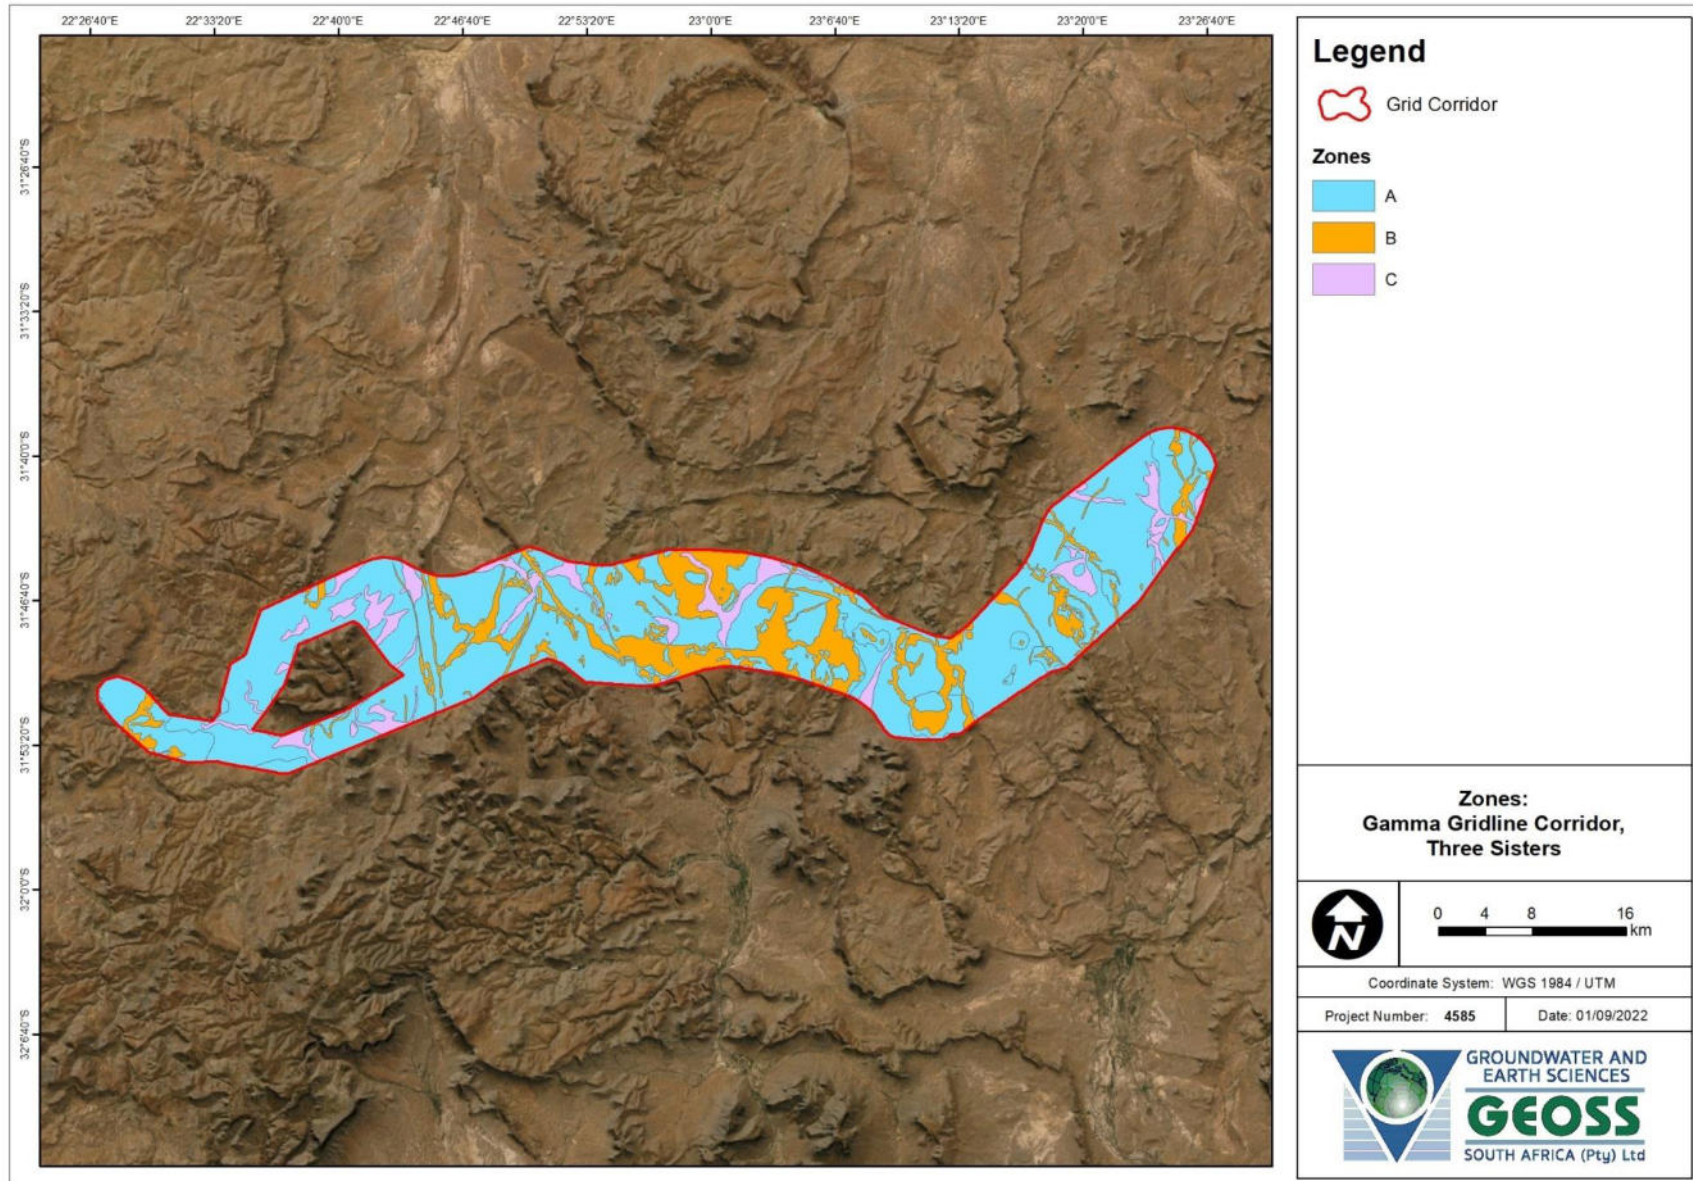 22°26'40"E
22°33'20"E
22°40'0"E
22°46'40"E
22°53'20"E
23°0'0"E
23°6'40"E
23°13'20"E
23°20'0"E
23°26'40"E
31°26'40"S
31°33'20"S
31°40'0"S
31°46'40"S
31°53'20"S
32°0'0"S
32°6'40"S
Legend
Grid Corridor
Zones
A
B
C
Zones:
Gamma Gridline Corridor,
Three Sisters
N
0 4 8 16
km
Coordinate System: WGS 1984 / UTM
Project Number: 4585
Date: 01/09/2022
GROUNDWATER AND
EARTH SCIENCES
GEOSS
SOUTH AFRICA (Pty) Ltd